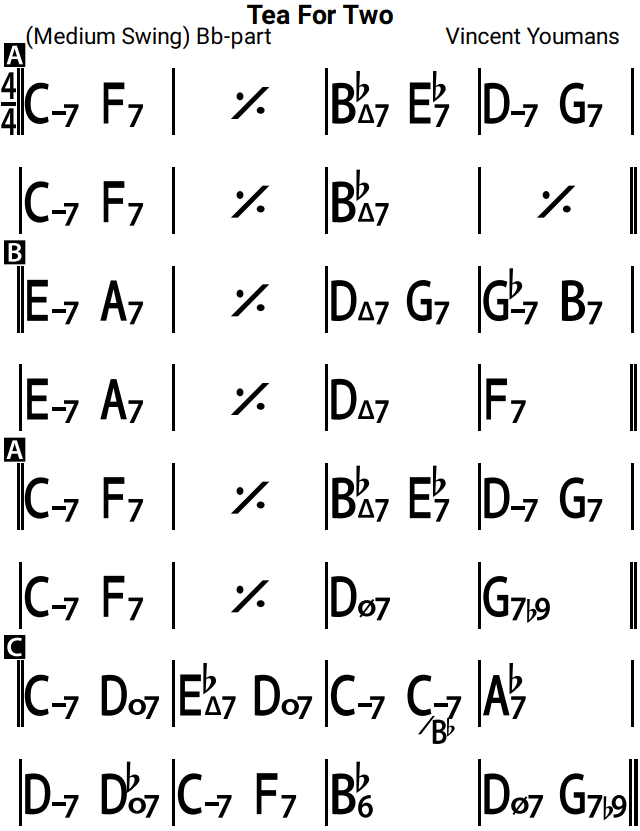 Tea For Two
(Medium Swing) Bb-part Vincent Youmans
A
4/4 C-7 F7 | 𝄎 | B♭Δ7 E♭7 | D-7 G7 |
C-7 F7 | 𝄎 | B♭Δ7 | 𝄎 ‖
B
E-7 A7 | 𝄎 | DΔ7 G7 | G♭-7 B7 |
E-7 A7 | 𝄎 | DΔ7 | F7 ‖
A
C-7 F7 | 𝄎 | B♭Δ7 E♭7 | D-7 G7 |
C-7 F7 | 𝄎 | Dø7 | G7♭9 ‖
C
C-7 Do7 | E♭Δ7 Do7 | C-7 C-7/B♭ | A♭7 |
D-7 D♭o7 | C-7 F7 | B♭6 | Dø7 G7♭9 ‖